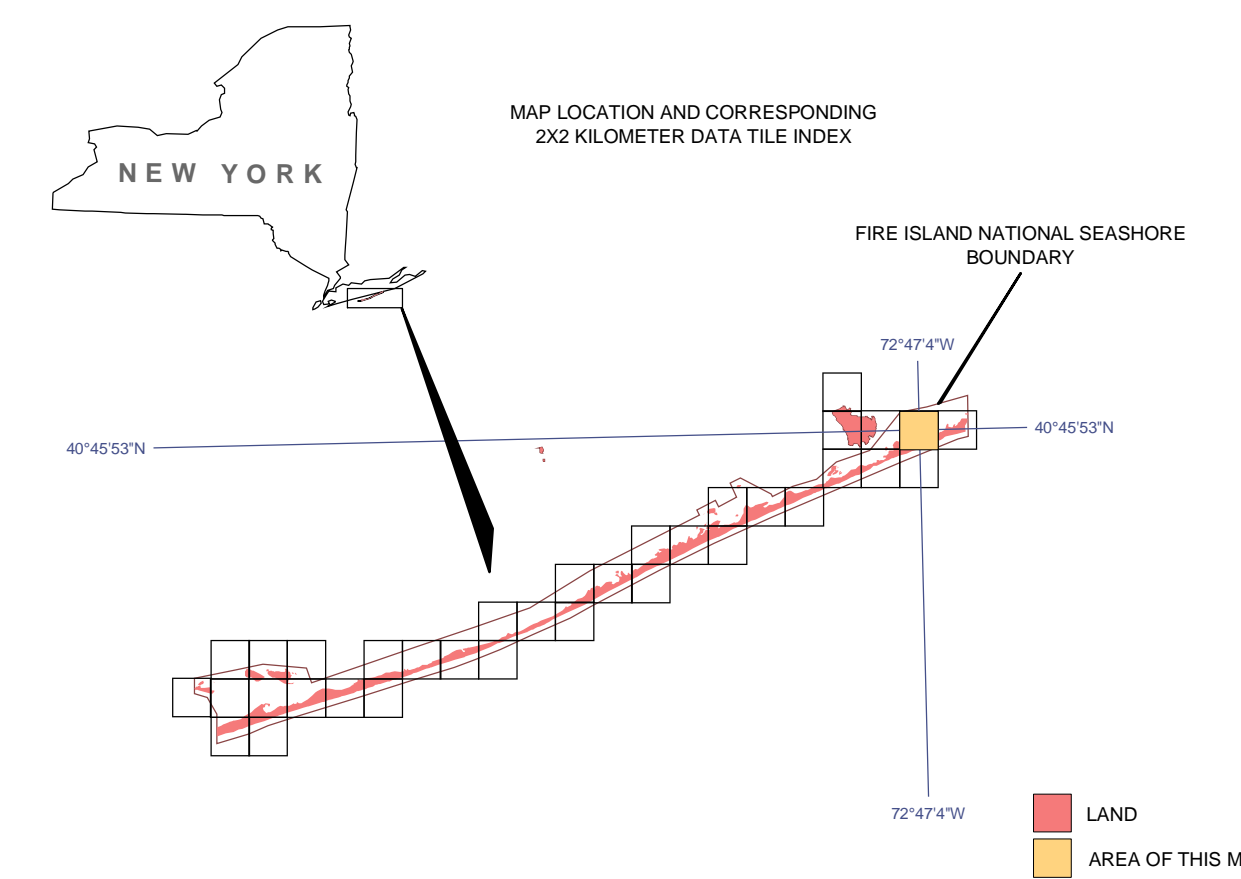 MAP LOCATION AND CORRESPONDING
2X2 KILOMETER DATA TILE INDEX
NEW YORK
FIRE ISLAND NATIONAL SEASHORE
BOUNDARY
72°47'4"W
40°45'53"N
40°45'53"N
72°47'4"W
LAND
AREA OF THIS M